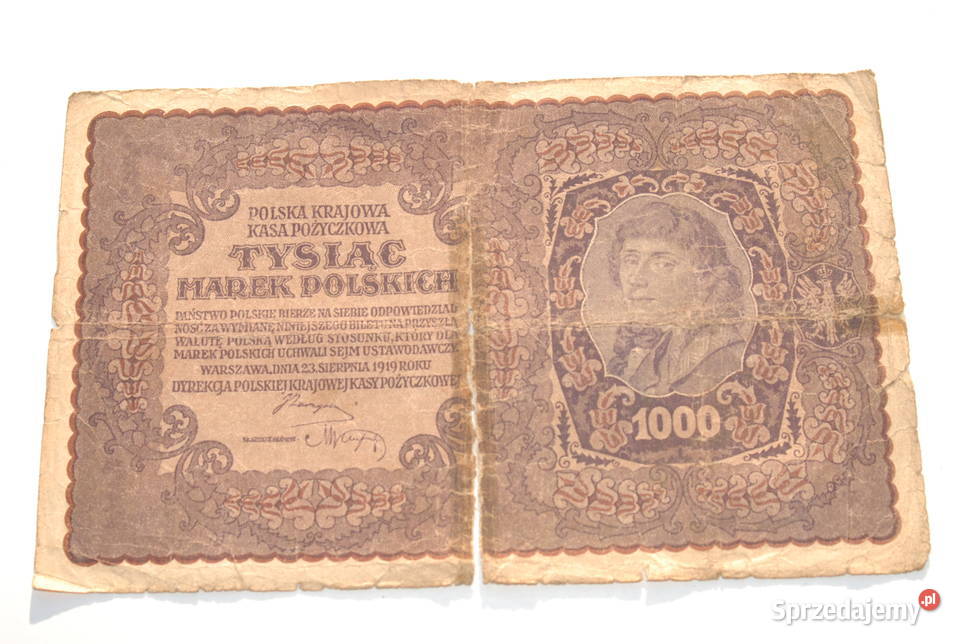 POLSKA KRAJOWA
KASA POŻYCZKOWA
TYSIĄC
MAREK POLSKICH
PAŃSTWO POLSKIE BIERZE NA SIEBIE ODPOWIEDZIAL
NOŚĆ ZA WYMIANĘ NINIEJSZEGO BILETU NA PRZYSZŁĄ
WALUTĘ POLSKĄ WEDŁUG STOSUNKU, KTÓRY DLA
MAREK POLSKICH UCHWALI SEJM USTAWODAWCZY.
WARSZAWA, DNIA 23. SIERPNIA 1919 ROKU
DYREKCJA POLSKIEJ KRAJOWEJ KASY POŻYCZKOWEJ
1000
Sprzedajemy.pl